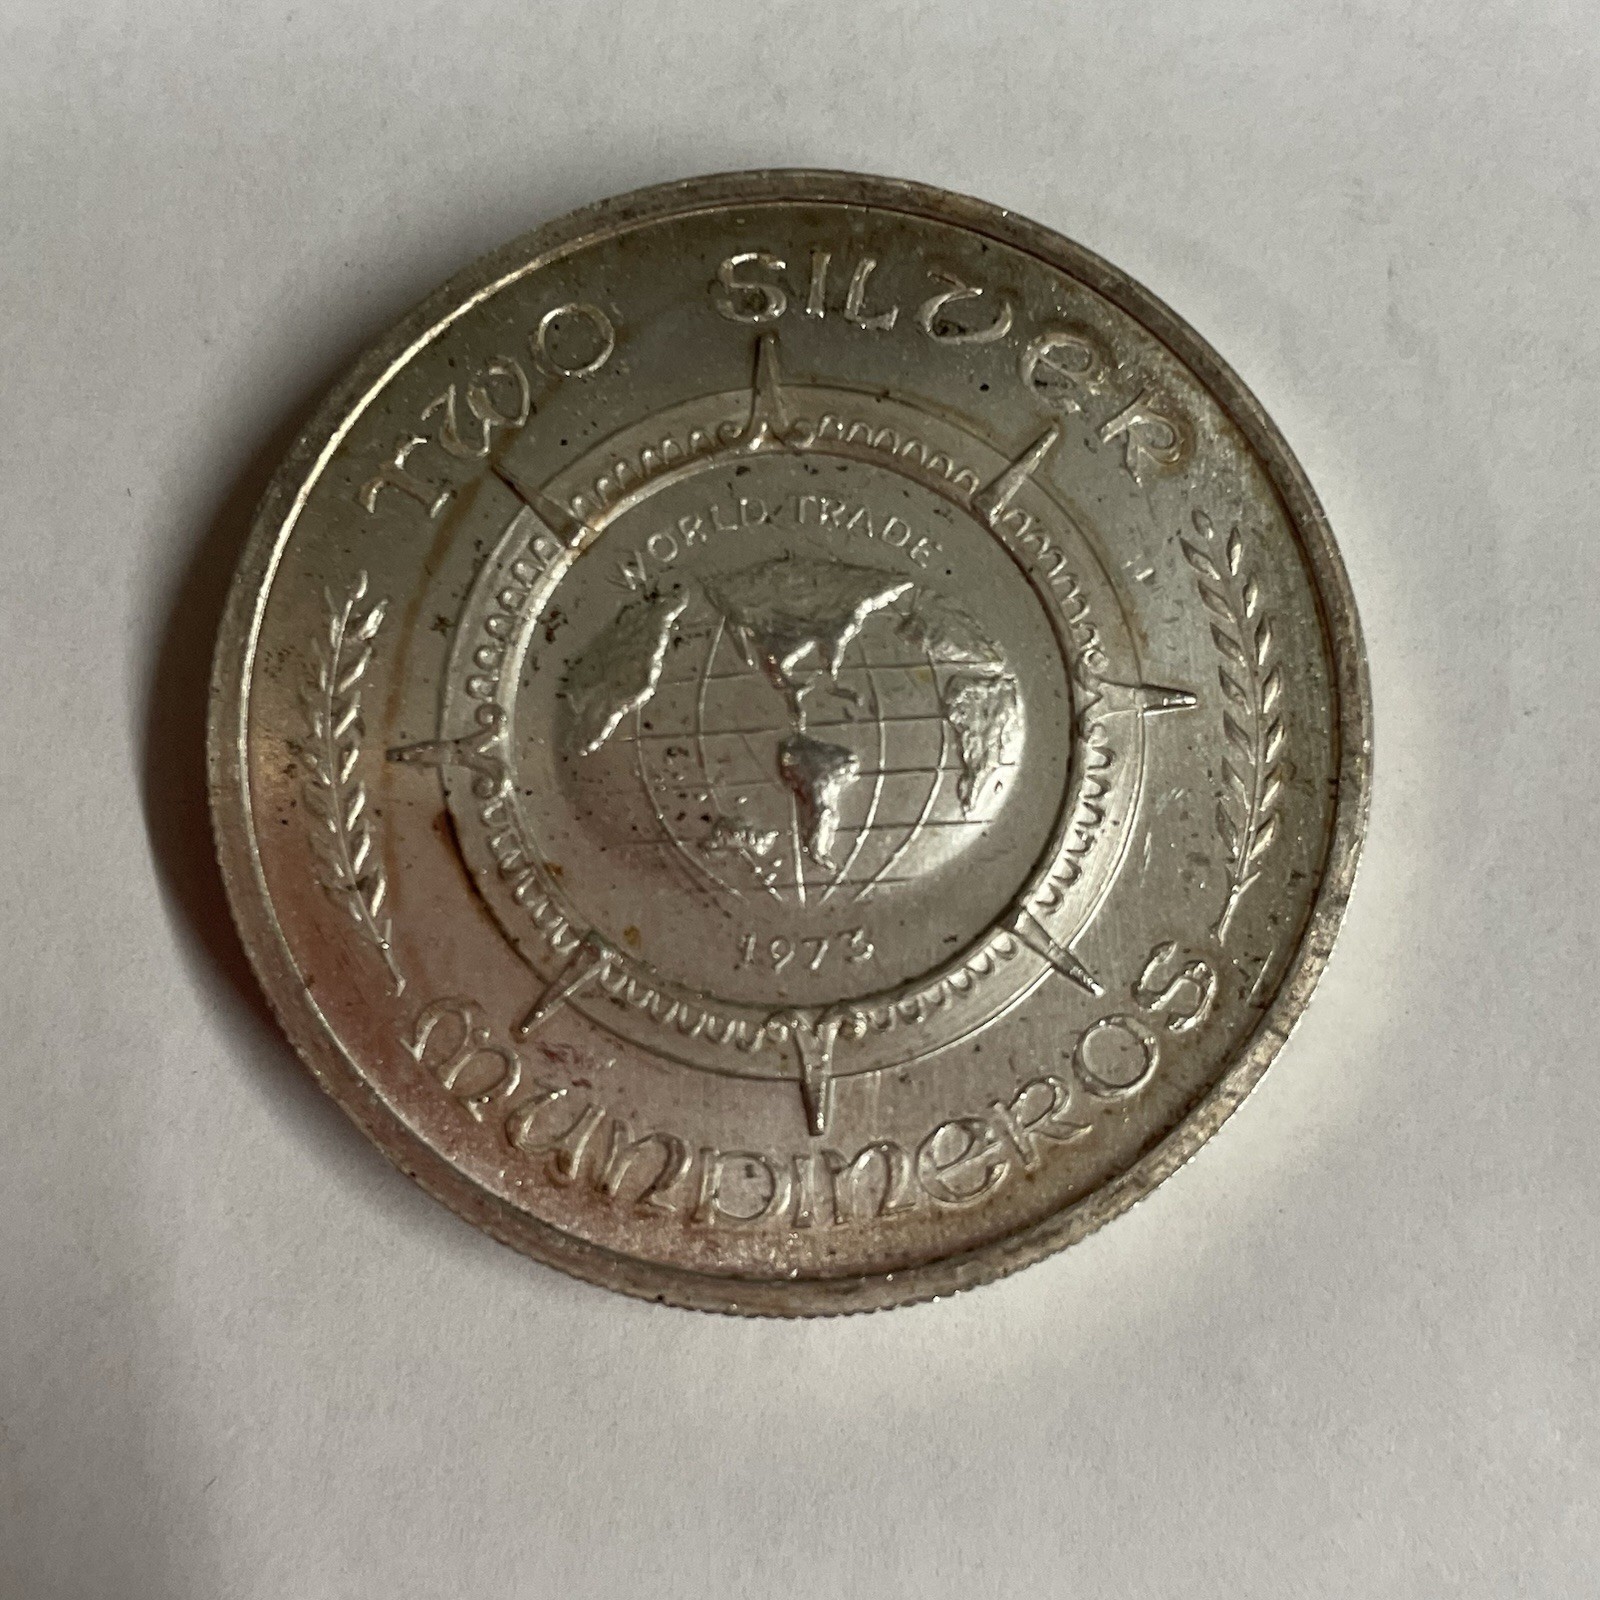 TWO SILVER
WORLD TRADE
1973
MUNDINEROS